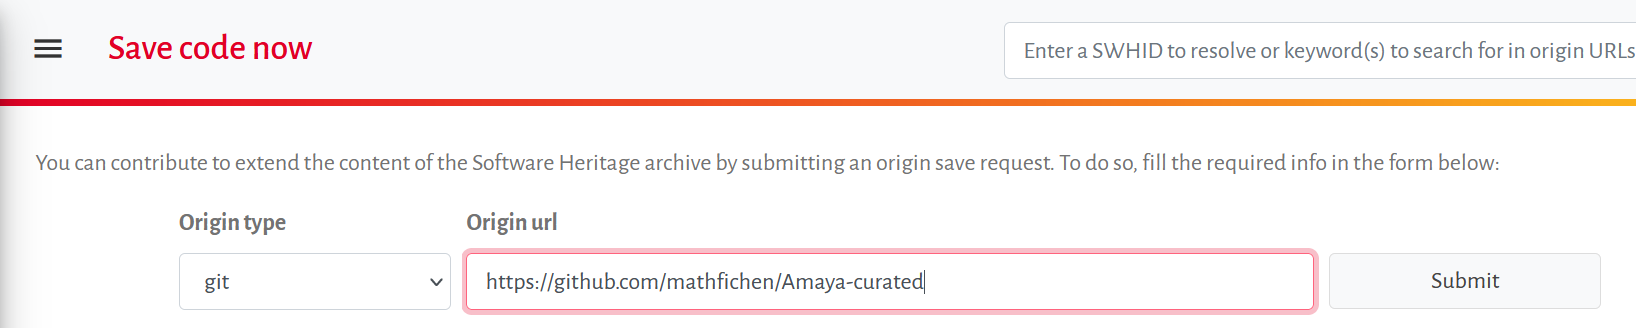 Save code now
Enter a SWHID to resolve or keyword(s) to search for in origin URLs
You can contribute to extend the content of the Software Heritage archive by submitting an origin save request. To do so, fill the required info in the form below:
Origin type Origin url
git https://github.com/mathfichen/Amaya-curated Submit